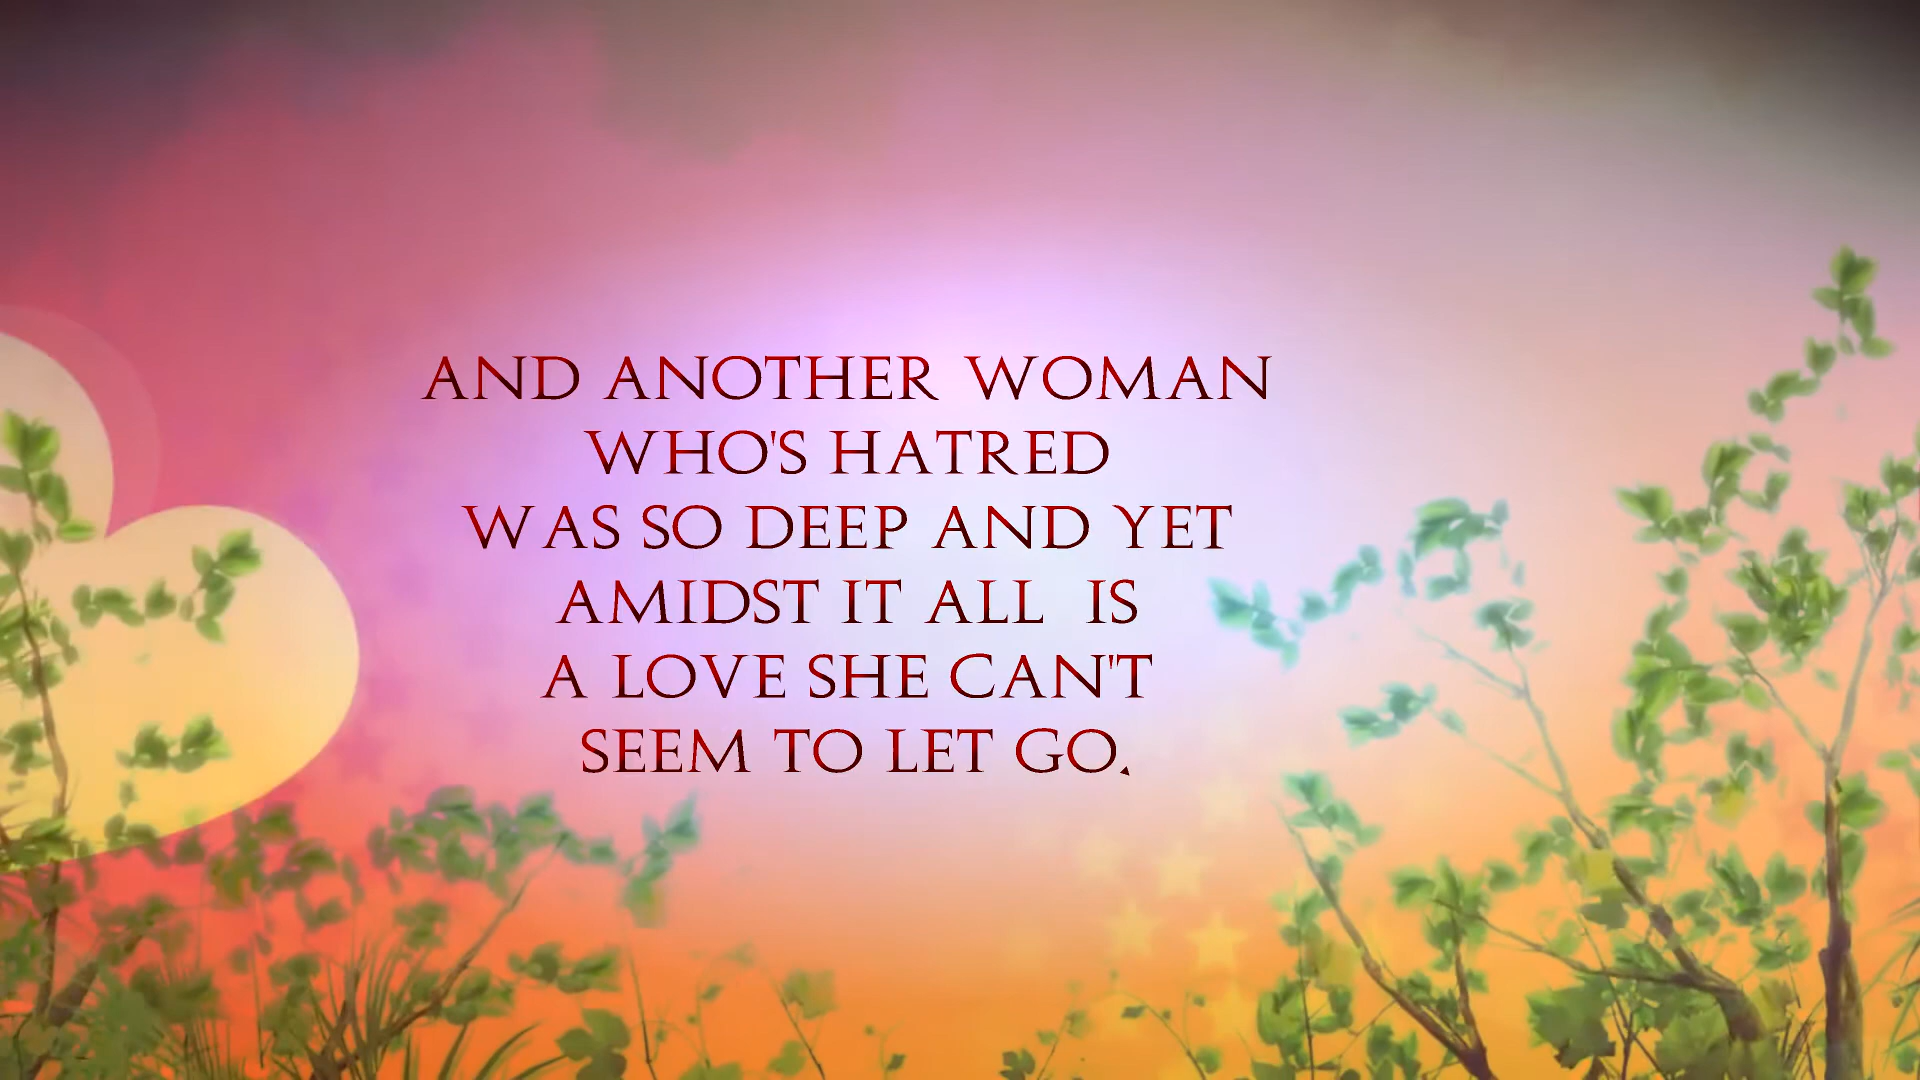 AND ANOTHER WOMAN
WHO'S HATRED
WAS SO DEEP AND YET
AMIDST IT ALL IS
A LOVE SHE CAN'T
SEEM TO LET GO.